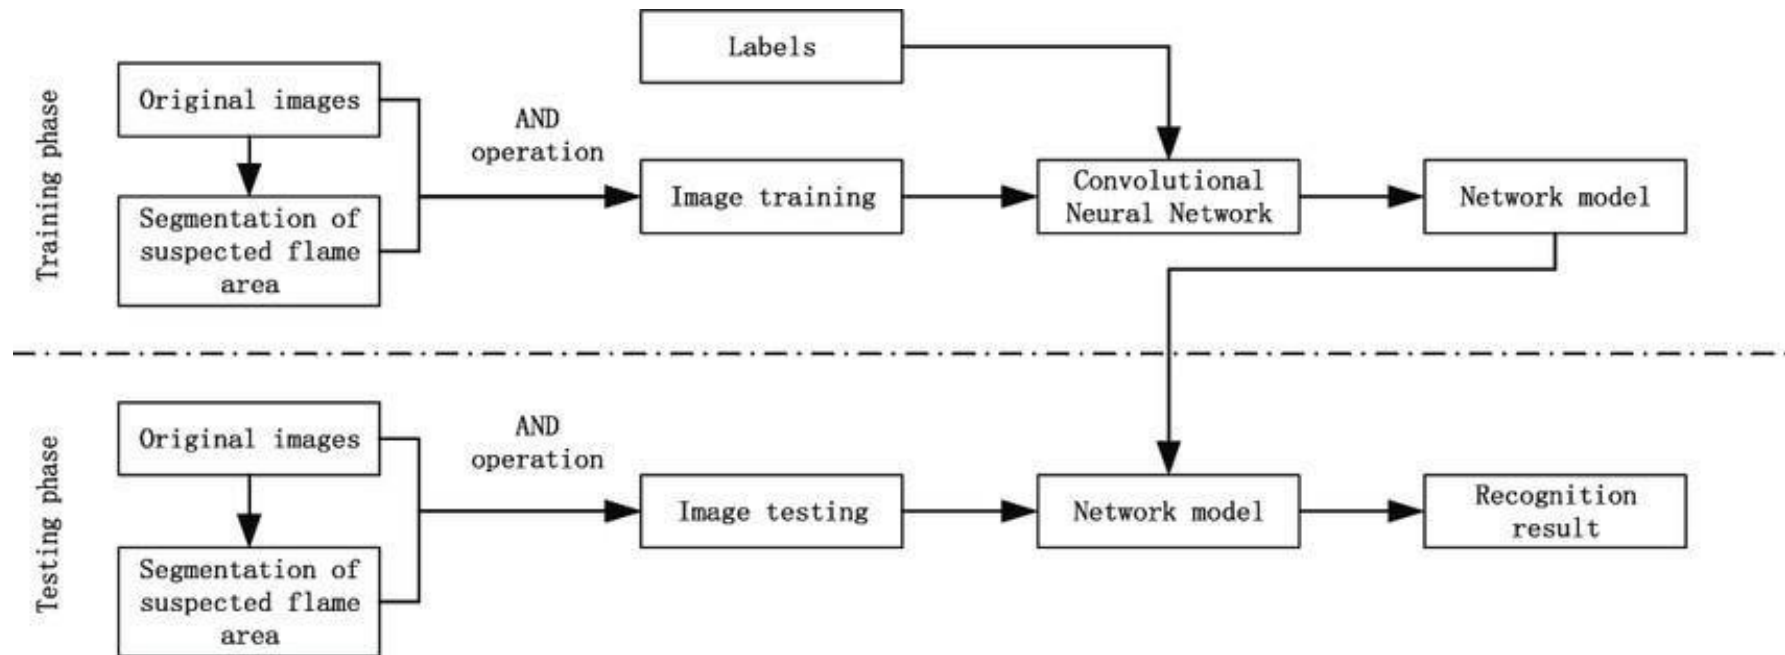 Training phase
Original images
Segmentation of
suspected flame
area
AND
operation
Labels
Image training
Convolutional
Neural Network
Network model
Testing phase
Original images
Segmentation of
suspected flame
area
AND
operation
Image testing
Network model
Recognition
result